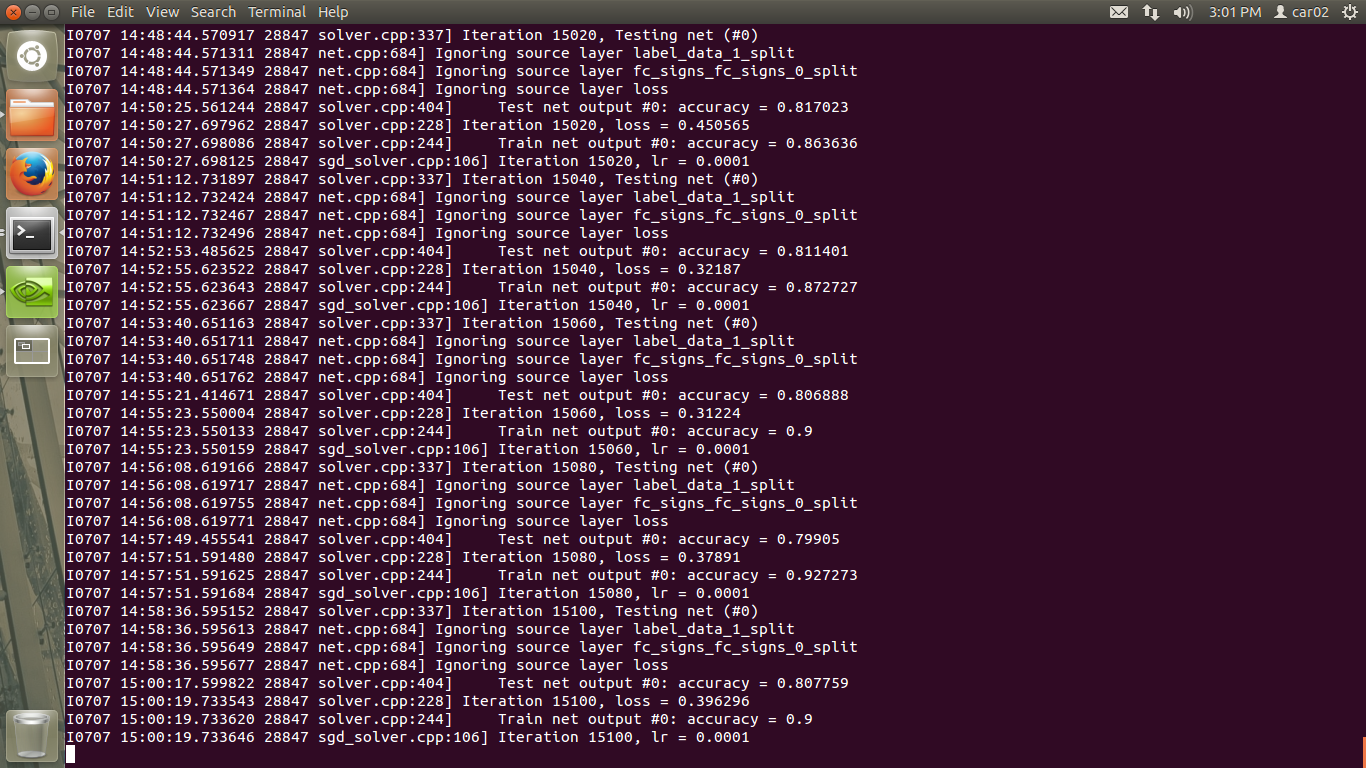 File Edit View Search Terminal Help 3:01 PM car02
I0707 14:48:44.570917 28847 solver.cpp:337] Iteration 15020, Testing net (#0)
I0707 14:48:44.571311 28847 net.cpp:684] Ignoring source layer label_data_1_split
I0707 14:48:44.571349 28847 net.cpp:684] Ignoring source layer fc_signs_fc_signs_0_split
I0707 14:48:44.571364 28847 net.cpp:684] Ignoring source layer loss
I0707 14:50:25.561244 28847 solver.cpp:404]     Test net output #0: accuracy = 0.817023
I0707 14:50:27.697962 28847 solver.cpp:228] Iteration 15020, loss = 0.450565
I0707 14:50:27.698086 28847 solver.cpp:244]     Train net output #0: accuracy = 0.863636
I0707 14:50:27.698125 28847 sgd_solver.cpp:106] Iteration 15020, lr = 0.0001
I0707 14:51:12.731897 28847 solver.cpp:337] Iteration 15040, Testing net (#0)
I0707 14:51:12.732424 28847 net.cpp:684] Ignoring source layer label_data_1_split
I0707 14:51:12.732467 28847 net.cpp:684] Ignoring source layer fc_signs_fc_signs_0_split
I0707 14:51:12.732496 28847 net.cpp:684] Ignoring source layer loss
I0707 14:52:53.485625 28847 solver.cpp:404]     Test net output #0: accuracy = 0.811401
I0707 14:52:55.623522 28847 solver.cpp:228] Iteration 15040, loss = 0.32187
I0707 14:52:55.623643 28847 solver.cpp:244]     Train net output #0: accuracy = 0.872727
I0707 14:52:55.623667 28847 sgd_solver.cpp:106] Iteration 15040, lr = 0.0001
I0707 14:53:40.651163 28847 solver.cpp:337] Iteration 15060, Testing net (#0)
I0707 14:53:40.651711 28847 net.cpp:684] Ignoring source layer label_data_1_split
I0707 14:53:40.651748 28847 net.cpp:684] Ignoring source layer fc_signs_fc_signs_0_split
I0707 14:53:40.651762 28847 net.cpp:684] Ignoring source layer loss
I0707 14:55:21.414671 28847 solver.cpp:404]     Test net output #0: accuracy = 0.806888
I0707 14:55:23.550004 28847 solver.cpp:228] Iteration 15060, loss = 0.31224
I0707 14:55:23.550133 28847 solver.cpp:244]     Train net output #0: accuracy = 0.9
I0707 14:55:23.550159 28847 sgd_solver.cpp:106] Iteration 15060, lr = 0.0001
I0707 14:56:08.619166 28847 solver.cpp:337] Iteration 15080, Testing net (#0)
I0707 14:56:08.619717 28847 net.cpp:684] Ignoring source layer label_data_1_split
I0707 14:56:08.619755 28847 net.cpp:684] Ignoring source layer fc_signs_fc_signs_0_split
I0707 14:56:08.619771 28847 net.cpp:684] Ignoring source layer loss
I0707 14:57:49.455541 28847 solver.cpp:404]     Test net output #0: accuracy = 0.79905
I0707 14:57:51.591480 28847 solver.cpp:228] Iteration 15080, loss = 0.37891
I0707 14:57:51.591625 28847 solver.cpp:244]     Train net output #0: accuracy = 0.927273
I0707 14:57:51.591684 28847 sgd_solver.cpp:106] Iteration 15080, lr = 0.0001
I0707 14:58:36.595152 28847 solver.cpp:337] Iteration 15100, Testing net (#0)
I0707 14:58:36.595613 28847 net.cpp:684] Ignoring source layer label_data_1_split
I0707 14:58:36.595649 28847 net.cpp:684] Ignoring source layer fc_signs_fc_signs_0_split
I0707 14:58:36.595677 28847 net.cpp:684] Ignoring source layer loss
I0707 15:00:17.599822 28847 solver.cpp:404]     Test net output #0: accuracy = 0.807759
I0707 15:00:19.733543 28847 solver.cpp:228] Iteration 15100, loss = 0.396296
I0707 15:00:19.733620 28847 solver.cpp:244]     Train net output #0: accuracy = 0.9
I0707 15:00:19.733646 28847 sgd_solver.cpp:106] Iteration 15100, lr = 0.0001